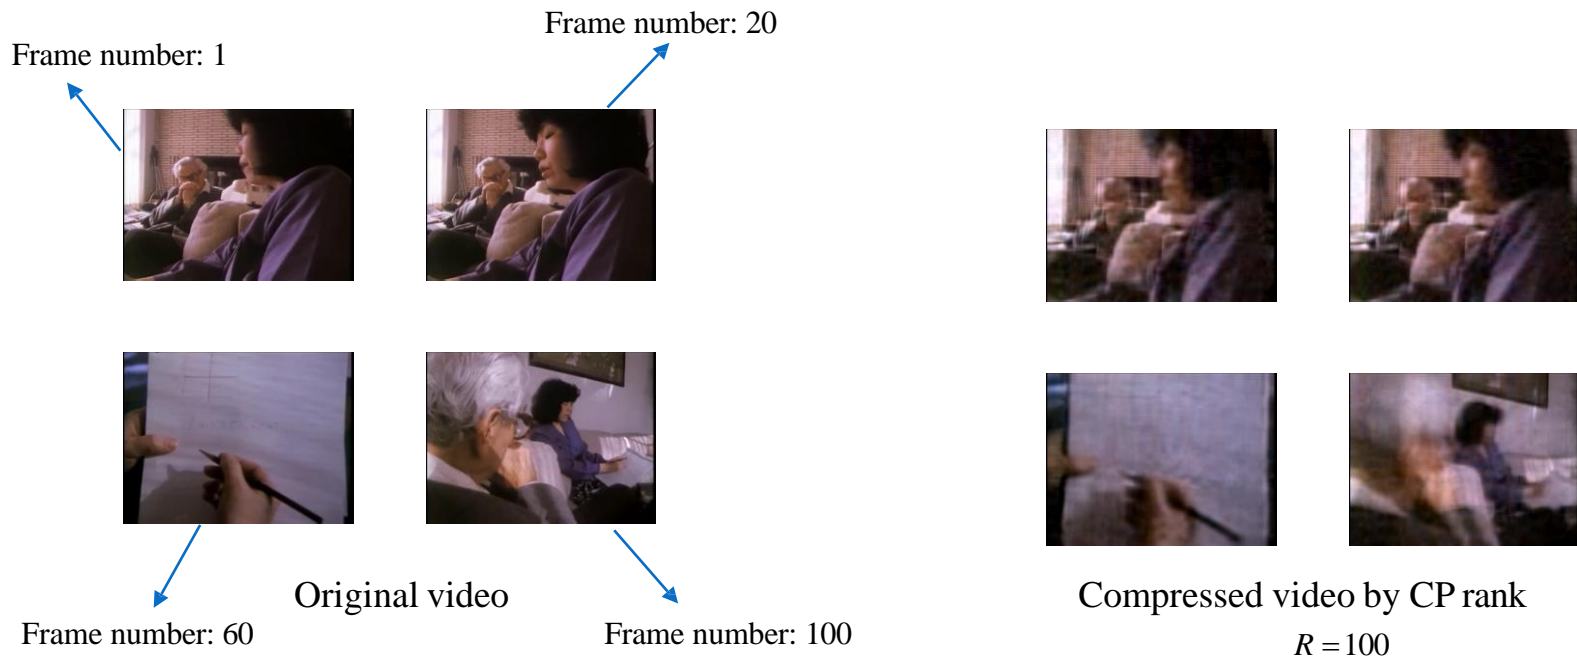 Frame number: 20
Frame number: 1
Original video
Compressed video by CP rank
Frame number: 60
Frame number: 100
R = 100